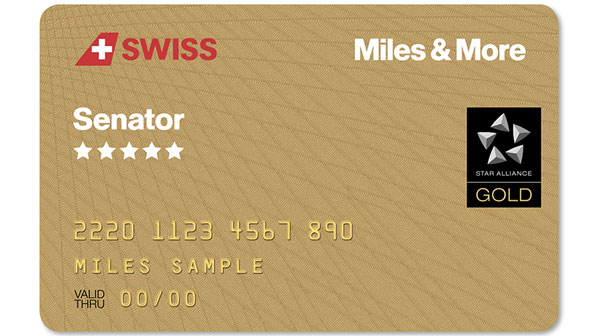 SWISS
Miles & More
Senator
STAR ALLIANCE
GOLD
2220 1123 4567 890
MILES SAMPLE
VALID
THRU 00/00